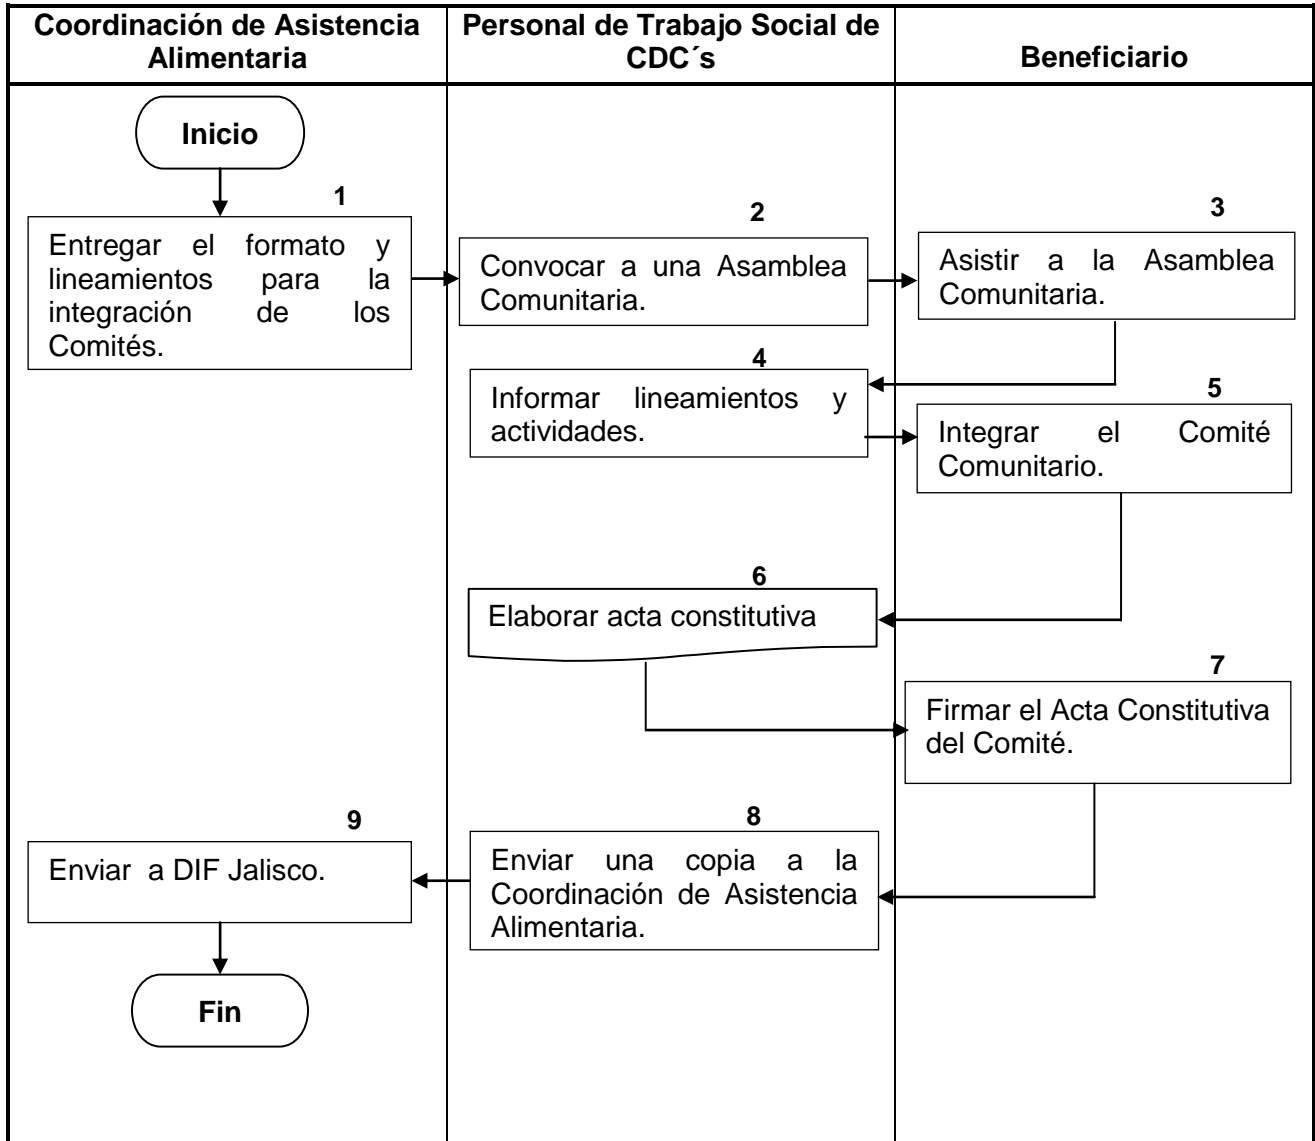 Coordinación de Asistencia
Alimentaria
Personal de Trabajo Social de
CDC´s
Beneficiario
Inicio
1
Entregar el formato y
lineamientos para la
integración de los
Comités.
2
Convocar a una Asamblea
Comunitaria.
3
Asistir a la Asamblea
Comunitaria.
4
Informar lineamientos y
actividades.
5
Integrar el Comité
Comunitario.
6
Elaborar acta constitutiva
7
Firmar el Acta Constitutiva
del Comité.
8
Enviar una copia a la
Coordinación de Asistencia
Alimentaria.
9
Enviar a DIF Jalisco.
Fin